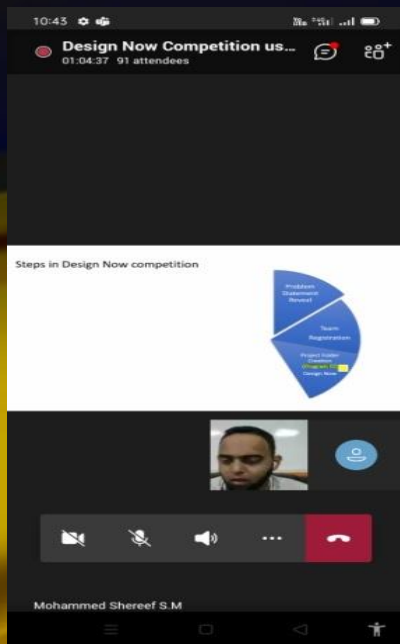 10:43
Design Now Competition us...
01:04:37 91 attendees
Steps in Design Now competition
Problem
Statement
Reveal
Team
Registration
Project Folder
Creation
Design Now
Mohammed Shereef S.M